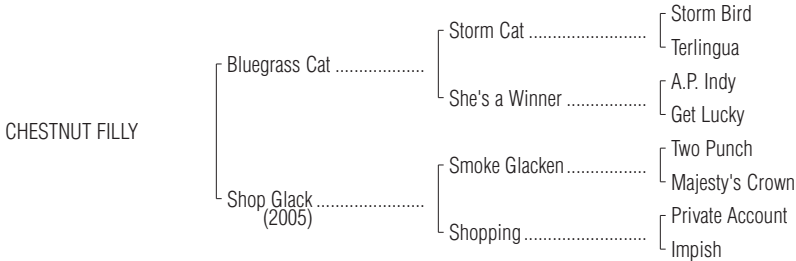 Storm Bird
Storm Cat ........................
Terlingua
Bluegrass Cat ...................
A.P. Indy
She's a Winner ................
Get Lucky
CHESTNUT FILLY
Two Punch
Smoke Glacken ................
Majesty's Crown
Shop Glack ......................
(2005)
Private Account
Shopping .........................
Impish